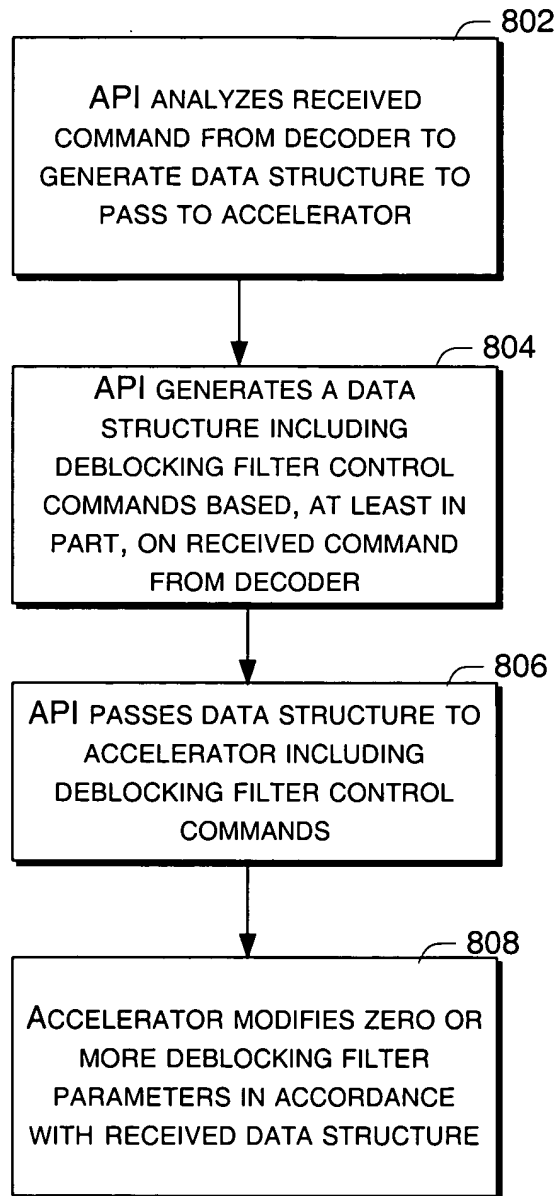 802
API ANALYZES RECEIVED
COMMAND FROM DECODER TO
GENERATE DATA STRUCTURE TO
PASS TO ACCELERATOR
804
API GENERATES A DATA
STRUCTURE INCLUDING
DEBLOCKING FILTER CONTROL
COMMANDS BASED, AT LEAST IN
PART, ON RECEIVED COMMAND
FROM DECODER
806
API PASSES DATA STRUCTURE TO
ACCELERATOR INCLUDING
DEBLOCKING FILTER CONTROL
COMMANDS
808
ACCELERATOR MODIFIES ZERO OR
MORE DEBLOCKING FILTER
PARAMETERS IN ACCORDANCE
WITH RECEIVED DATA STRUCTURE